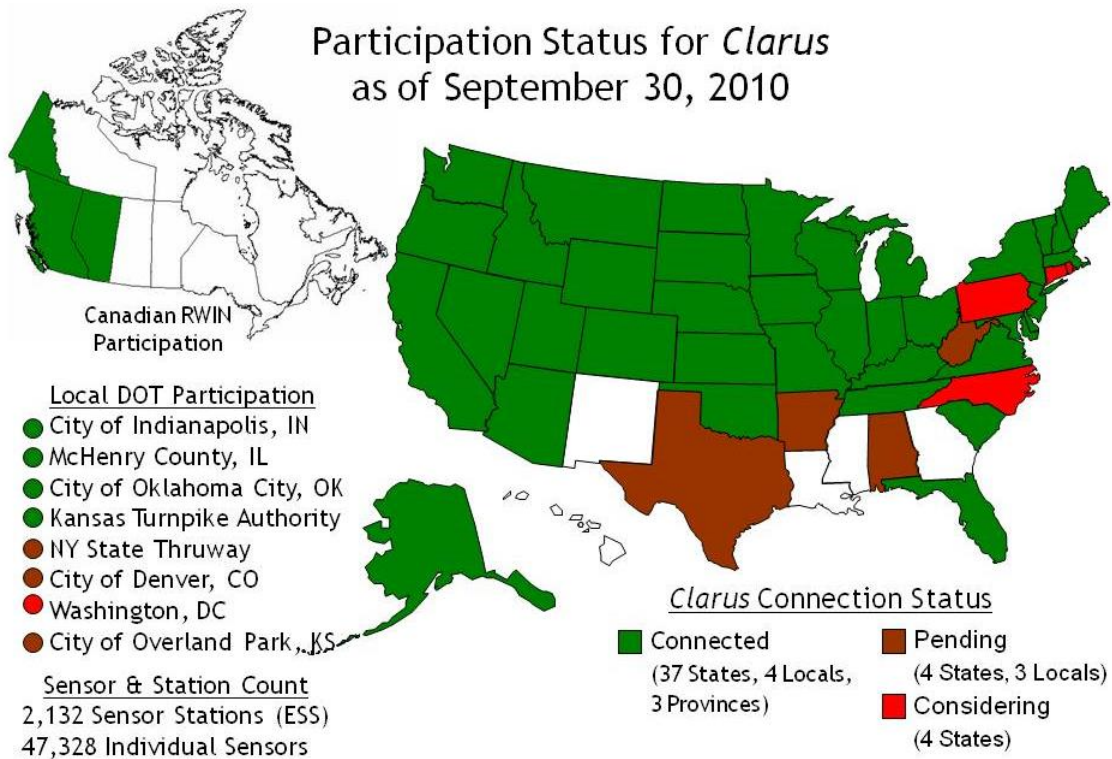 Participation Status for Clarus
as of September 30, 2010
Canadian RWIN
Participation
Local DOT Participation
City of Indianapolis, IN
McHenry County, IL
City of Oklahoma City, OK
Kansas Turnpike Authority
NY State Thruway
City of Denver, CO
Washington, DC
City of Overland Park, KS
Sensor & Station Count
2,132 Sensor Stations (ESS)
47,328 Individual Sensors
Clarus Connection Status
Connected
(37 States, 4 Locals,
3 Provinces)
Pending
(4 States, 3 Locals)
Considering
(4 States)